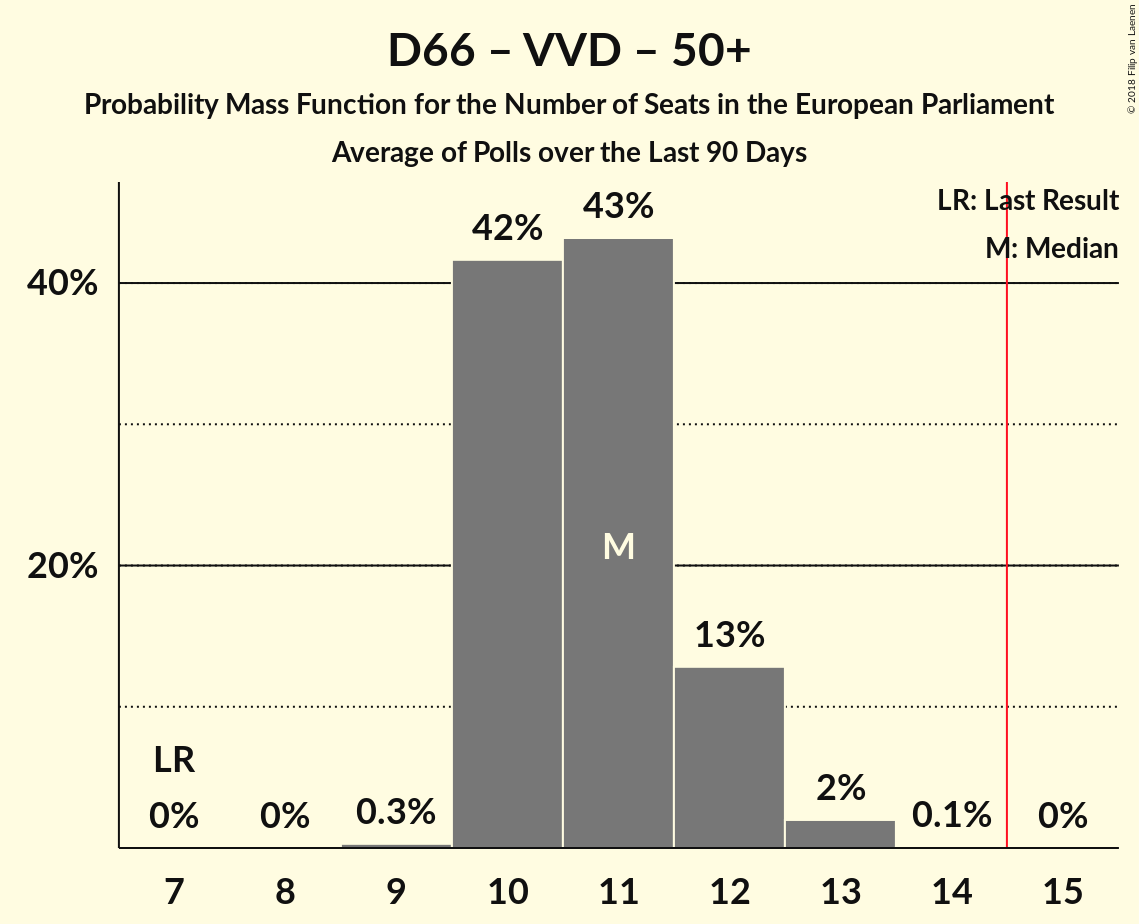 D66 – VVD – 50+
Probability Mass Function for the Number of Seats in the European Parliament
Average of Polls over the Last 90 Days
© 2018 Filip van Laenen
LR: Last Result
M: Median
43%
42%
40%
M
20%
13%
LR
2%
0%
0%
0.3%
0.1%
0%
7 8 9 10 11 12 13 14 15